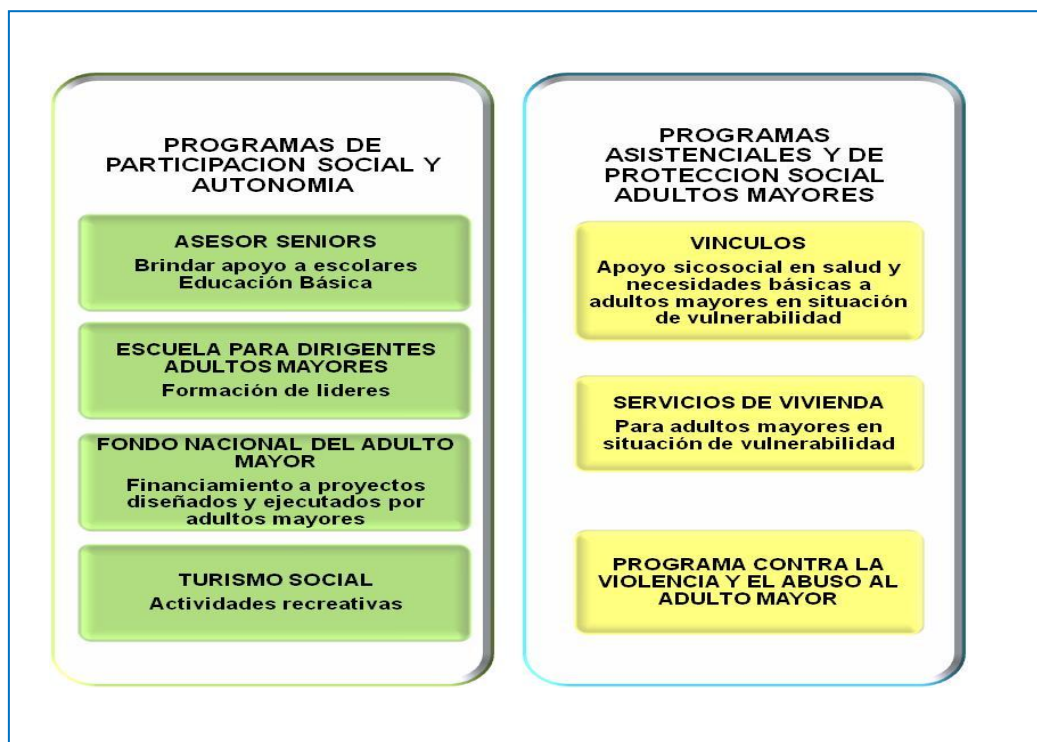 PROGRAMAS DE
PARTICIPACION SOCIAL Y
AUTONOMIA
ASESOR SENIORS
Brindar apoyo a escolares
Educación Básica
ESCUELA PARA DIRIGENTES
ADULTOS MAYORES
Formación de lideres
FONDO NACIONAL DEL ADULTO
MAYOR
Financiamiento a proyectos
diseñados y ejecutados por
adultos mayores
TURISMO SOCIAL
Actividades recreativas
PROGRAMAS
ASISTENCIALES Y DE
PROTECCION SOCIAL
ADULTOS MAYORES
VINCULOS
Apoyo sicosocial en salud y
necesidades básicas a
adultos mayores en situación
de vulnerabilidad
SERVICIOS DE VIVIENDA
Para adultos mayores en
situación de vulnerabilidad
PROGRAMA CONTRA LA
VIOLENCIA Y EL ABUSO AL
ADULTO MAYOR